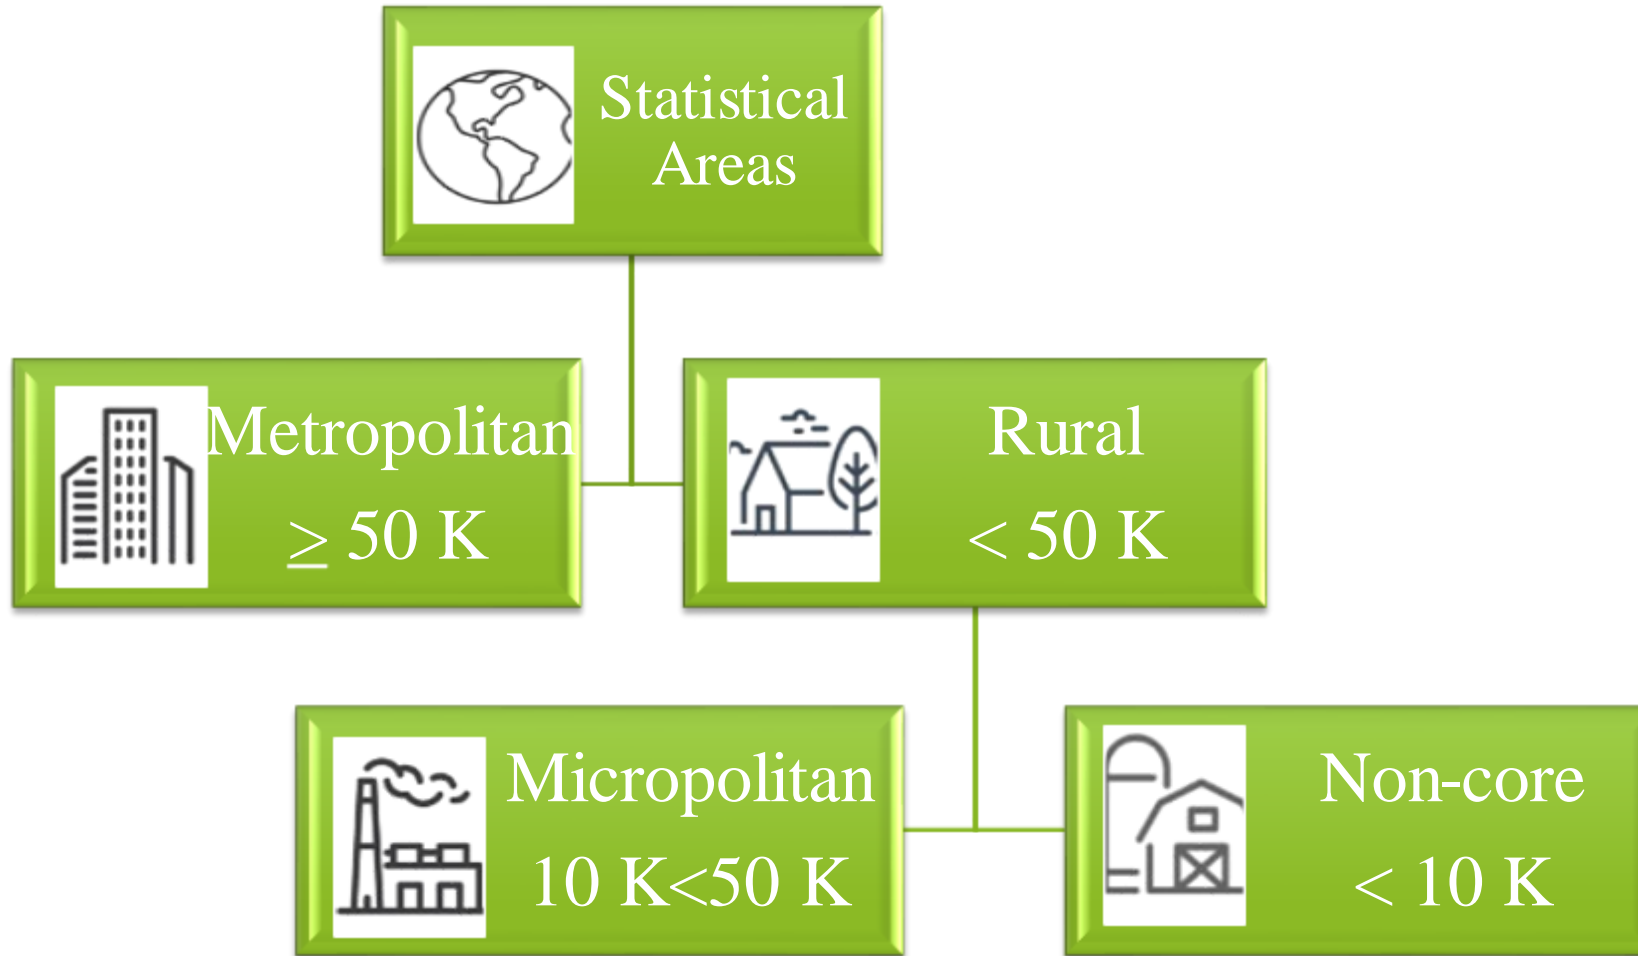 Statistical
Areas
Metropolitan
≥ 50 K
Rural
< 50 K
Micropolitan
10 K<50 K
Non-core
< 10 K